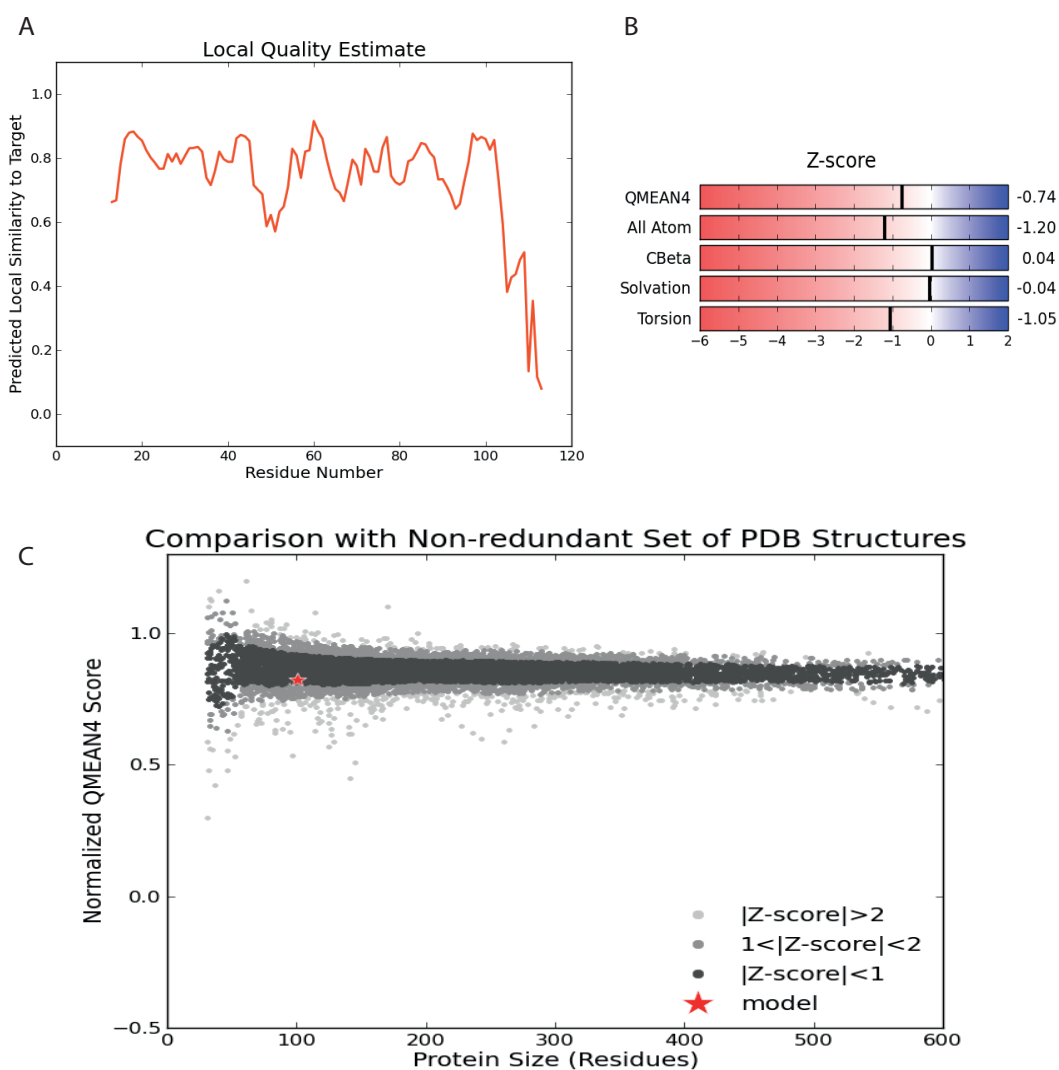 A
Local Quality Estimate
Predicted Local Similarity to Target
1.0
0.8
0.6
0.4
0.2
0.0
0 20 40 60 80 100 120
Residue Number
B
Z-score
QMEAN4 -0.74
All Atom -1.20
CBeta 0.04
Solvation -0.04
Torsion -1.05
−6 −5 −4 −3 −2 −1 0 1 2
C
Comparison with Non-redundant Set of PDB Structures
Normalized QMEAN4 Score
1.0
0.5
0.0
−0.5
|Z-score|>2
1<|Z-score|<2
|Z-score|<1
model
0 100 200 300 400 500 600
Protein Size (Residues)